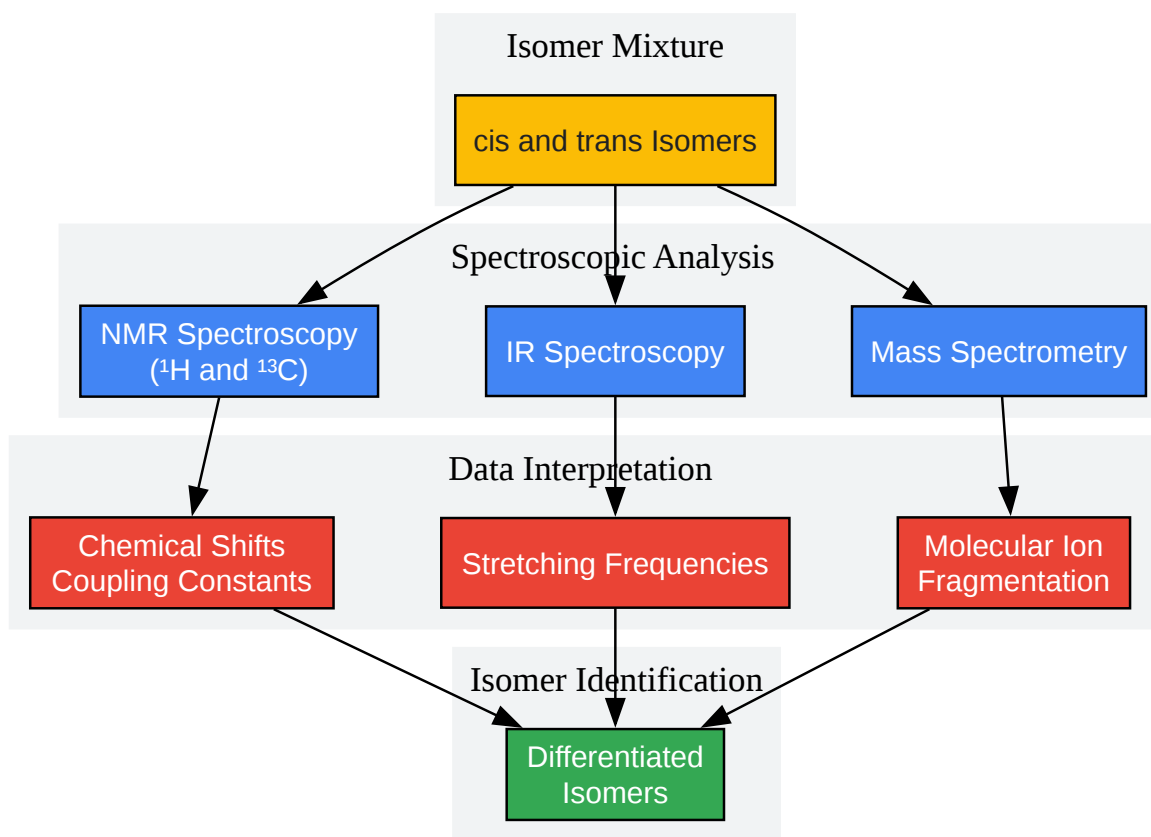 Isomer Mixture
cis and trans Isomers
Spectroscopic Analysis
NMR Spectroscopy
(¹H and ¹³C)
IR Spectroscopy
Mass Spectrometry
Data Interpretation
Chemical Shifts
Coupling Constants
Stretching Frequencies
Molecular Ion
Fragmentation
Isomer Identification
Differentiated
Isomers